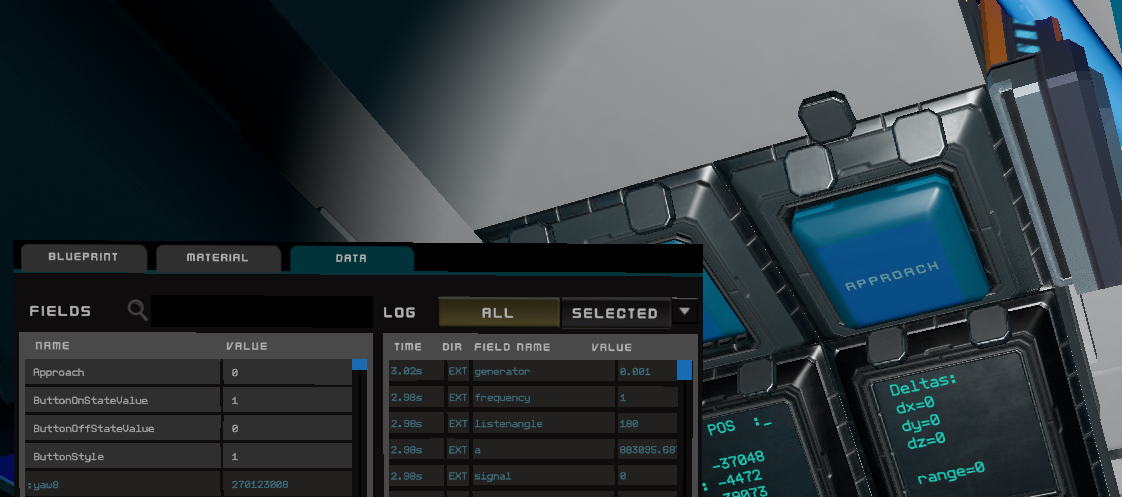 BLUEPRINT MATERIAL DATA
FIELDS
NAME VALUE
Approach 0
ButtonOnStateValue 1
ButtonOffStateValue 0
ButtonStyle 1
:yaw8 270123008
LOG ALL SELECTED
TIME DIR FIELD NAME VALUE
3.02s EXT generator 0.001
2.98s EXT frequency 1
2.98s EXT listenangle 180
2.98s EXT a
2.98s EXT signal 0
APPROACH
POS :_
-37048
-4472
Deltas:
dx=0
dy=0
dz=0
range=0